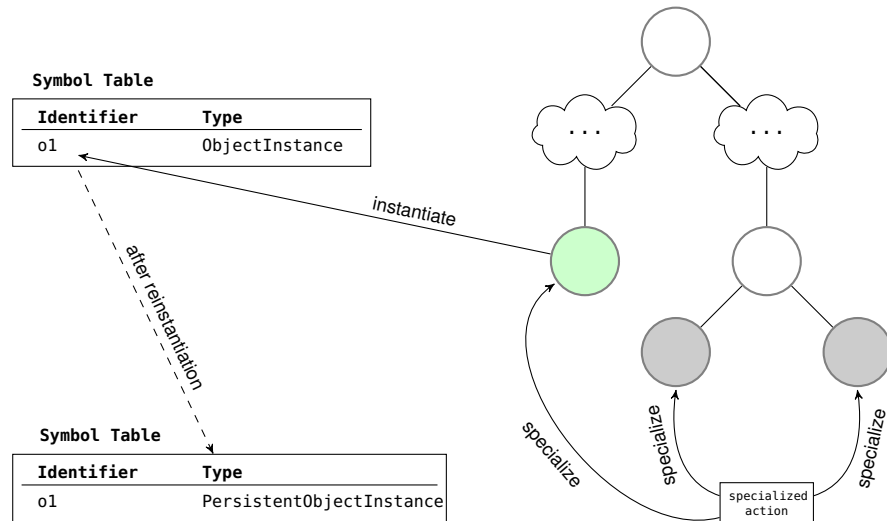 Symbol Table
Identifier Type
o1 ObjectInstance
... ...
instantiate
after reinstantiation
Symbol Table
Identifier Type
o1 PersistentObjectInstance
specialize
specialize
specialize
specialized
action